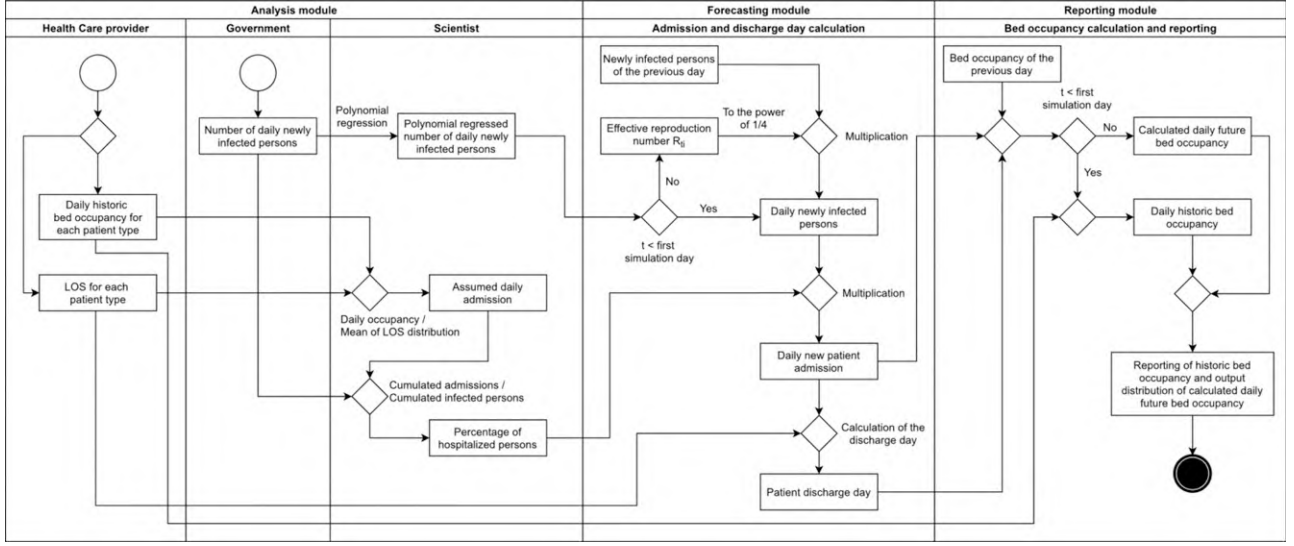 Analysis module
Forecasting module
Reporting module
Health Care provider
Government
Scientist
Admission and discharge day calculation
Bed occupancy calculation and reporting
Number of daily newly
infected persons
Polynomial
regression
Polynomial regressed
number of daily newly
infected persons
Daily historic
bed occupancy for
each patient type
LOS for each
patient type
Daily occupancy /
Mean of LOS distribution
Assumed daily
admission
Cumulated admissions /
Cumulated infected persons
Percentage of
hospitalized persons
Newly infected persons
of the previous day
Effective reproduction
number Rti
To the power
of 1/4
Multiplication
No
Yes
t < first
simulation day
Daily newly infected
persons
Multiplication
Daily new patient
admission
Calculation of the
discharge day
Patient discharge day
Bed occupancy of the
previous day
t < first
simulation day
No
Yes
Calculated daily future
bed occupancy
Daily historic bed
occupancy
Reporting of historic bed
occupancy and output
distribution of calculated daily
future bed occupancy